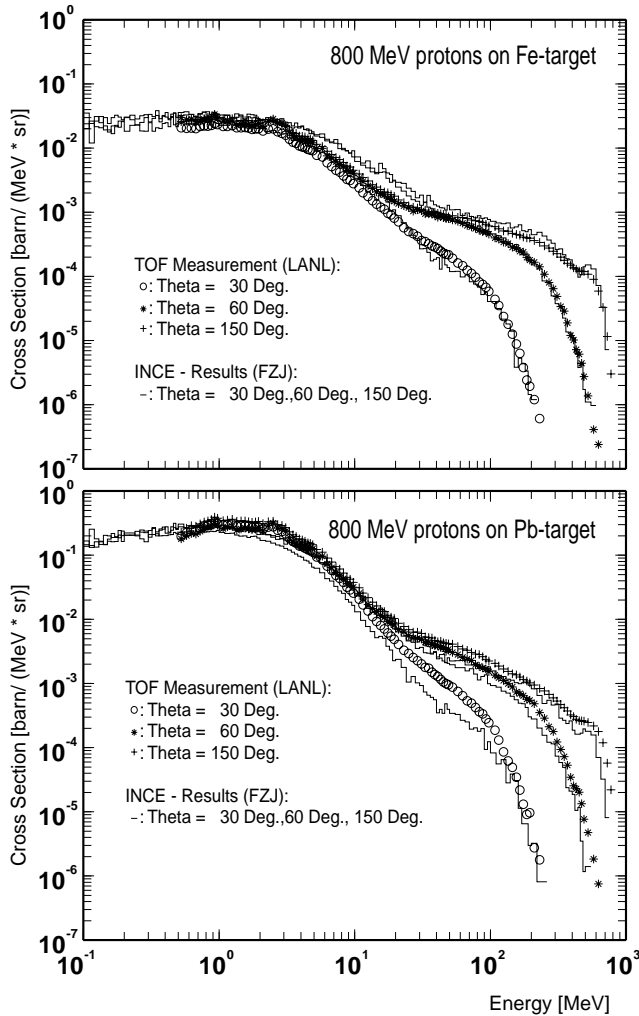 800 MeV protons on Fe-target
Cross Section [barn/ (MeV * sr)]
10^0
10^-1
10^-2
10^-3
10^-4
10^-5
10^-6
10^-7
TOF Measurement (LANL):
○: Theta = 30 Deg.
*: Theta = 60 Deg.
+: Theta = 150 Deg.
INCE - Results (FZJ):
–: Theta = 30 Deg.,60 Deg., 150 Deg.
800 MeV protons on Pb-target
Cross Section [barn/ (MeV * sr)]
10^0
10^-1
10^-2
10^-3
10^-4
10^-5
10^-6
10^-7
TOF Measurement (LANL):
○: Theta = 30 Deg.
*: Theta = 60 Deg.
+: Theta = 150 Deg.
INCE - Results (FZJ):
–: Theta = 30 Deg.,60 Deg., 150 Deg.
10^-1 10^0 10^1 10^2 10^3
Energy [MeV]